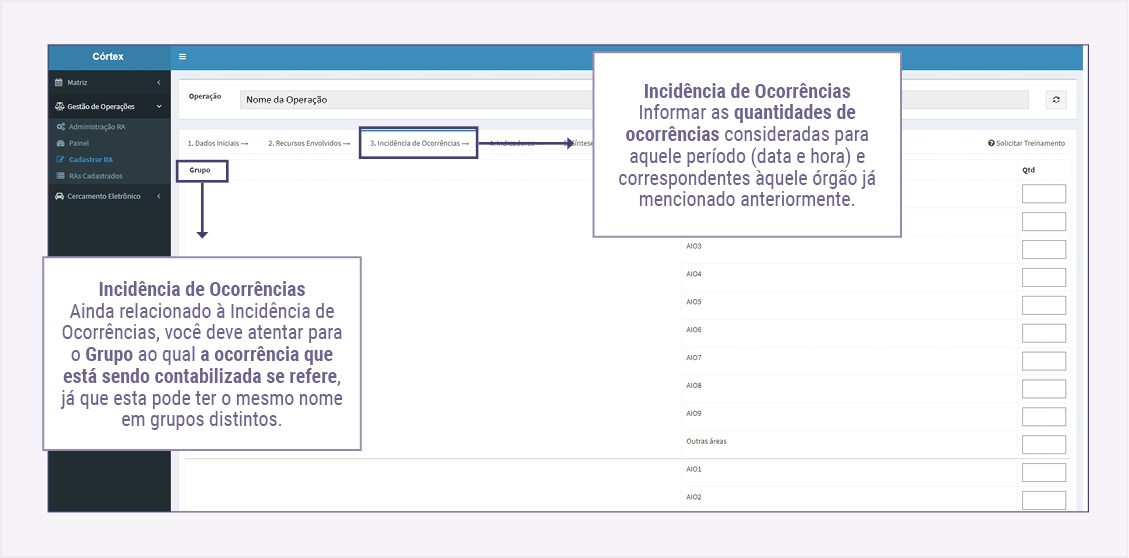 Córtex
Matriz
Gestão de Operações
Administração RA
Painel
Cadastrar RA
RAs Cadastrados
Cercamento Eletrônico
Operação
Nome da Operação
1. Dados Iniciais →
2. Recursos Envolvidos →
3. Incidência de Ocorrências →
4. Indicadores
Síntese
Solicitar Treinamento
Grupo
Qtd
Incidência de Ocorrências
Informar as quantidades de
ocorrências consideradas para
aquele período (data e hora) e
correspondentes àquele órgão já
mencionado anteriormente.
Incidência de Ocorrências
Ainda relacionado à Incidência de
Ocorrências, você deve atentar para
o Grupo ao qual a ocorrência que
está sendo contabilizada se refere,
já que esta pode ter o mesmo nome
em grupos distintos.
AIO3
AIO4
AIO5
AIO6
AIO7
AIO8
AIO9
Outras áreas
AIO1
AIO2